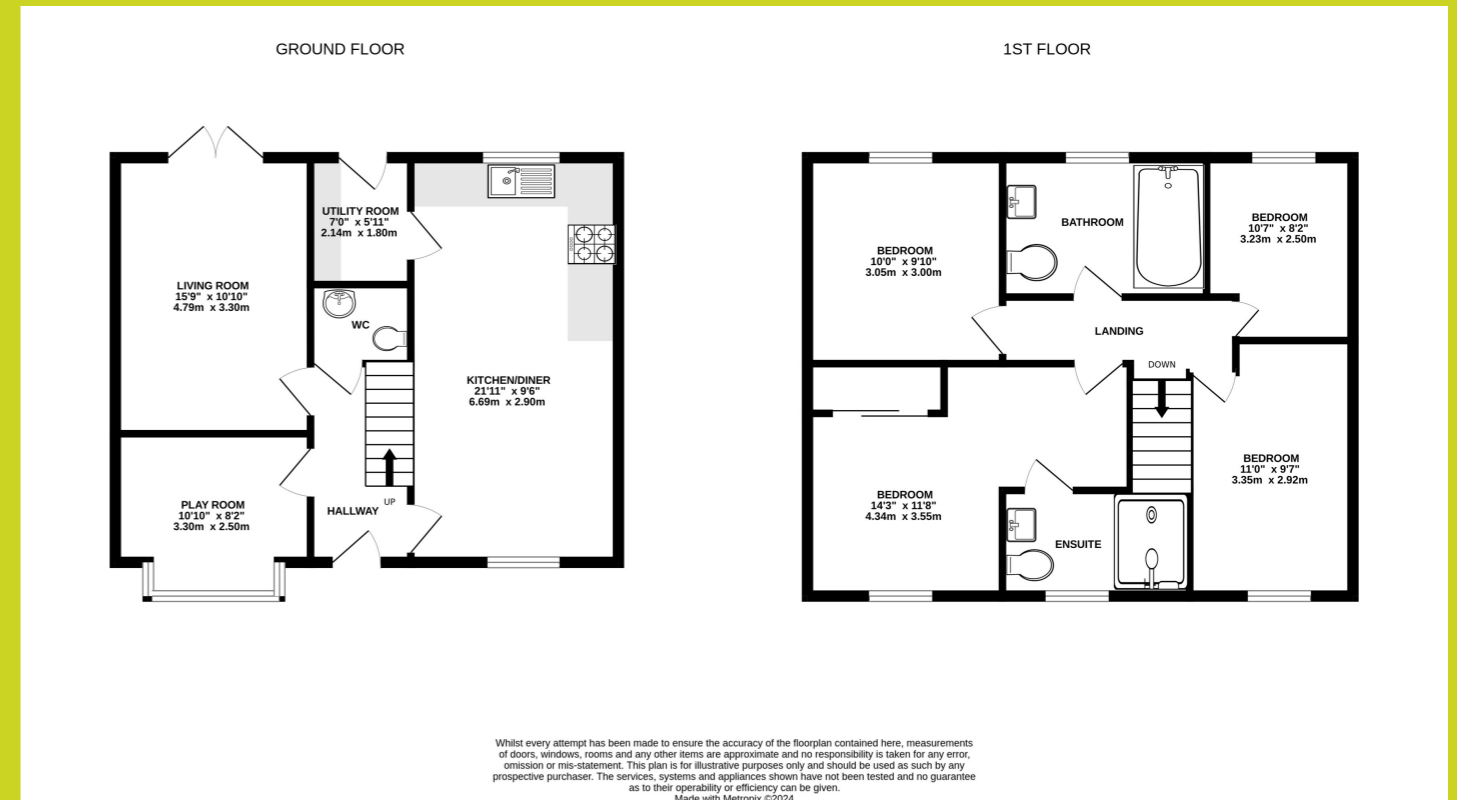 GROUND FLOOR
1ST FLOOR
LIVING ROOM
15'9" x 10'10"
4.79m x 3.30m
UTILITY ROOM
7'0" x 5'11"
2.14m x 1.80m
WC
KITCHEN/DINER
21'11" x 9'6"
6.69m x 2.90m
PLAY ROOM
10'10" x 8'2"
3.30m x 2.50m
HALLWAY
UP
BEDROOM
10'0" x 9'10"
3.05m x 3.00m
BATHROOM
BEDROOM
10'7" x 8'2"
3.23m x 2.50m
LANDING
DOWN
BEDROOM
14'3" x 11'8"
4.34m x 3.55m
ENSUITE
BEDROOM
11'0" x 9'7"
3.35m x 2.92m
Whilst every attempt has been made to ensure the accuracy of the floorplan contained here, measurements
of doors, windows, rooms and any other items are approximate and no responsibility is taken for any error,
omission or mis-statement. This plan is for illustrative purposes only and should be used as such by any
prospective purchaser. The services, systems and appliances shown have not been tested and no guarantee
as to their operability or efficiency can be given.
Made with Metropix ©2024